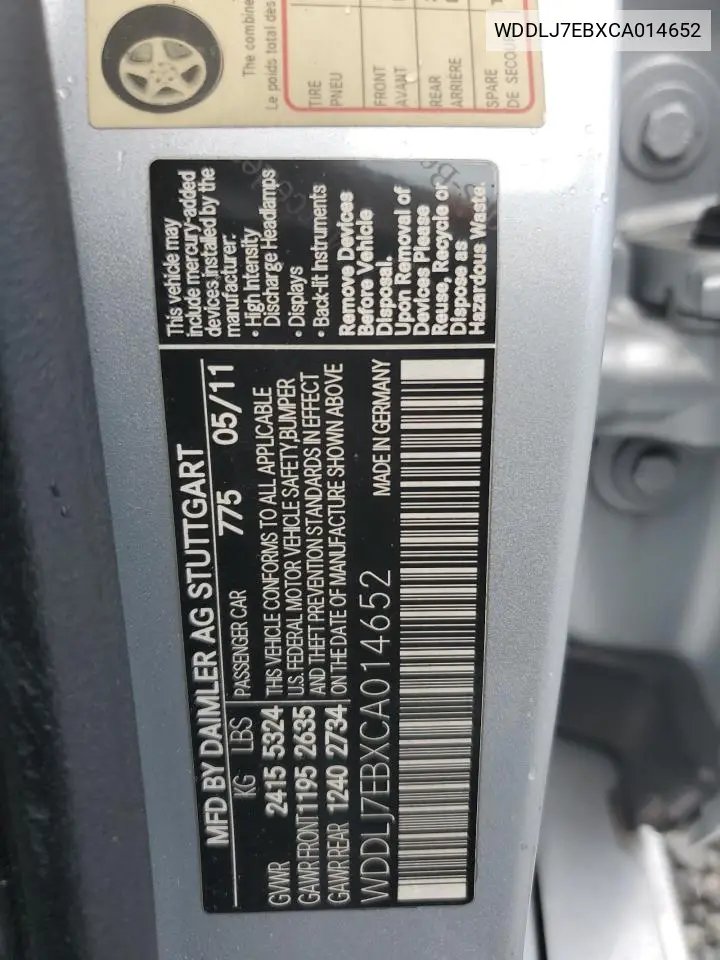 WDDLJ7EBXCA014652
The combine
Le poids total des
TIRE
PNEU
FRONT
AVANT
REAR
ARRIÈRE
SPARE
DE SECOU
This vehicle may
include mercury-added
devices, installed by the
manufacturer:
• High Intensity
Discharge Headlamps
• Displays
• Back-lit Instruments
Remove Devices
Before Vehicle
Disposal.
Upon Removal of
Devices Please
Reuse, Recycle or
Dispose as
Hazardous Waste.
MFD BY DAIMLER AG STUTTGART
KG LBS PASSENGER CAR 775 05/11
GVWR 2415 5324
GAWR FRONT 1195 2635
GAWR REAR 1240 2734
THIS VEHICLE CONFORMS TO ALL APPLICABLE
U.S. FEDERAL MOTOR VEHICLE SAFETY,BUMPER
AND THEFT PREVENTION STANDARDS IN EFFECT
ON THE DATE OF MANUFACTURE SHOWN ABOVE
WDDLJ7EBXCA014652 MADE IN GERMANY